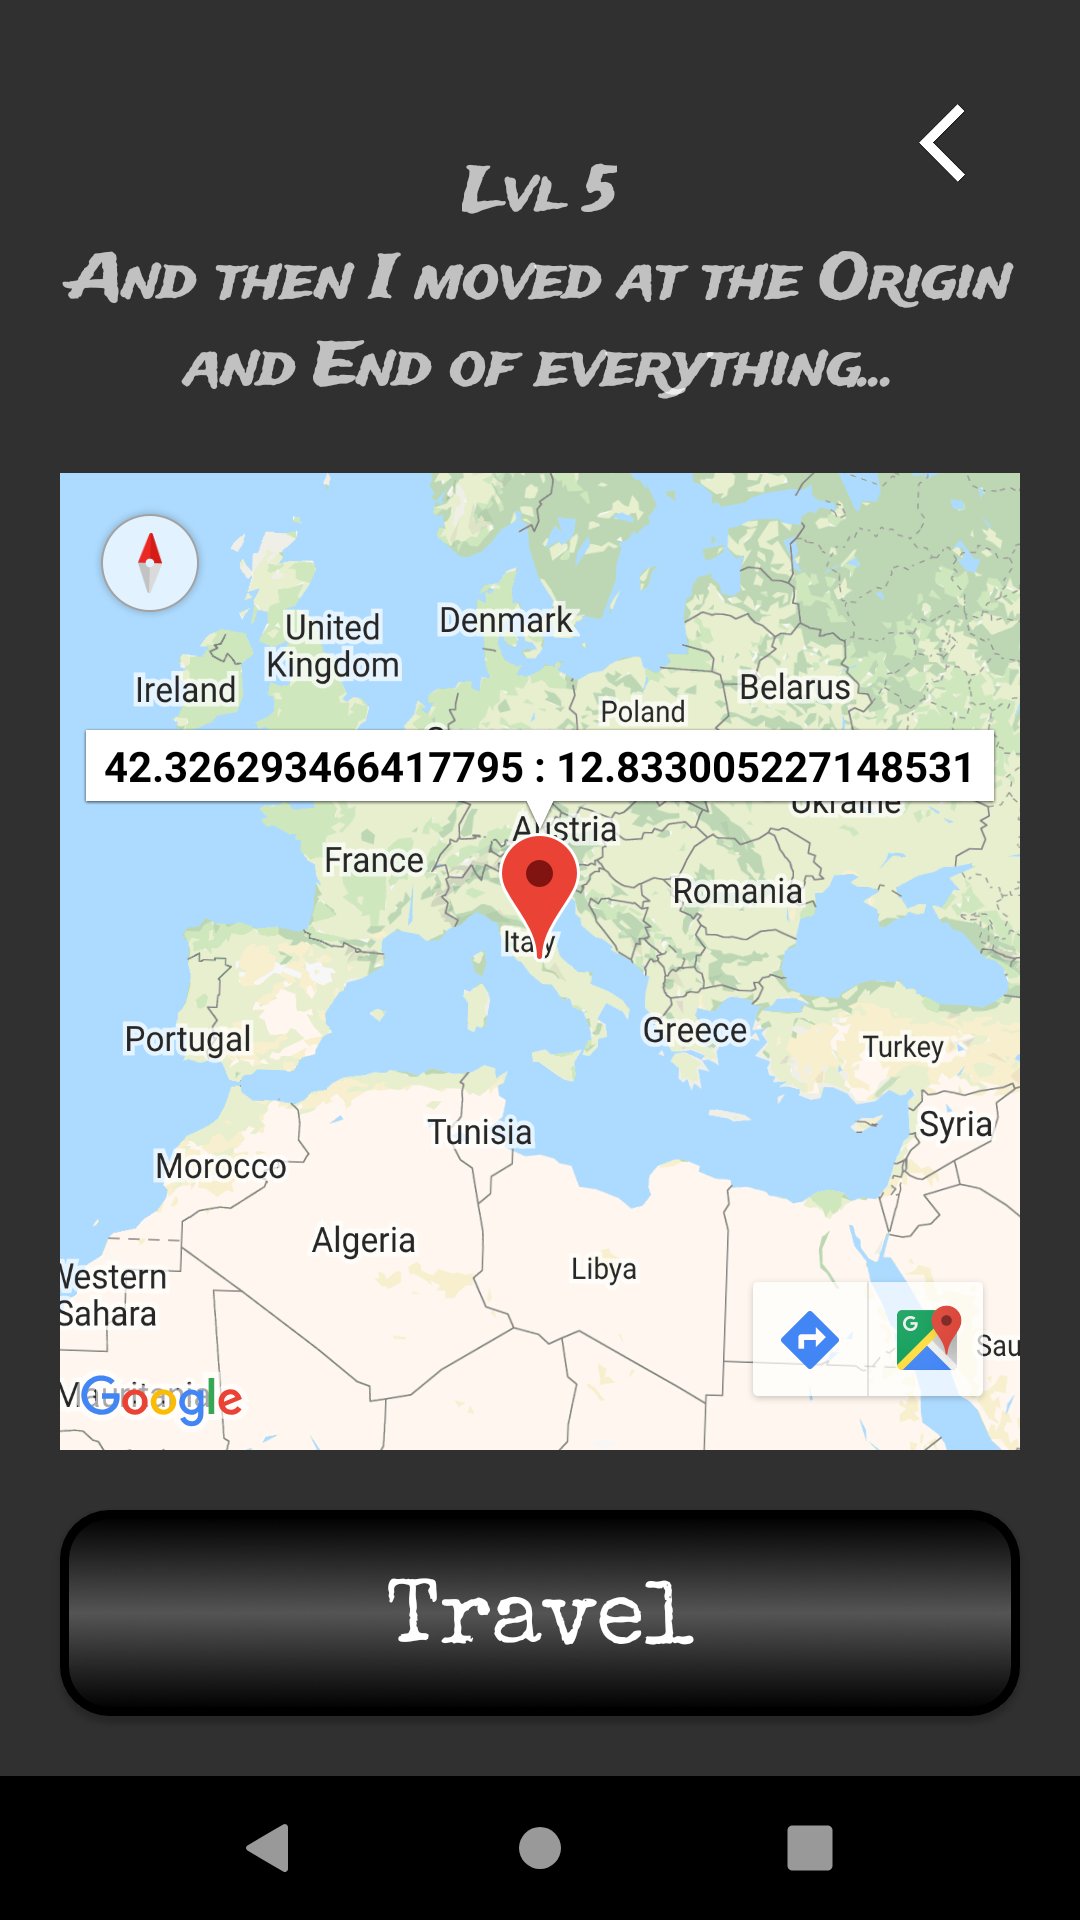 Lvl 5
And then I moved at the Origin
and End of everything...
United
Kingdom
Denmark
Ireland
Belarus
Poland
42.326293466417795 : 12.833005227148531
Ukraine
Austria
France
Romania
Italy
Portugal
Greece
Turkey
Syria
Tunisia
Morocco
Algeria
Libya
Western
Sahara
G
Sau
Mauritania
Google
Travel